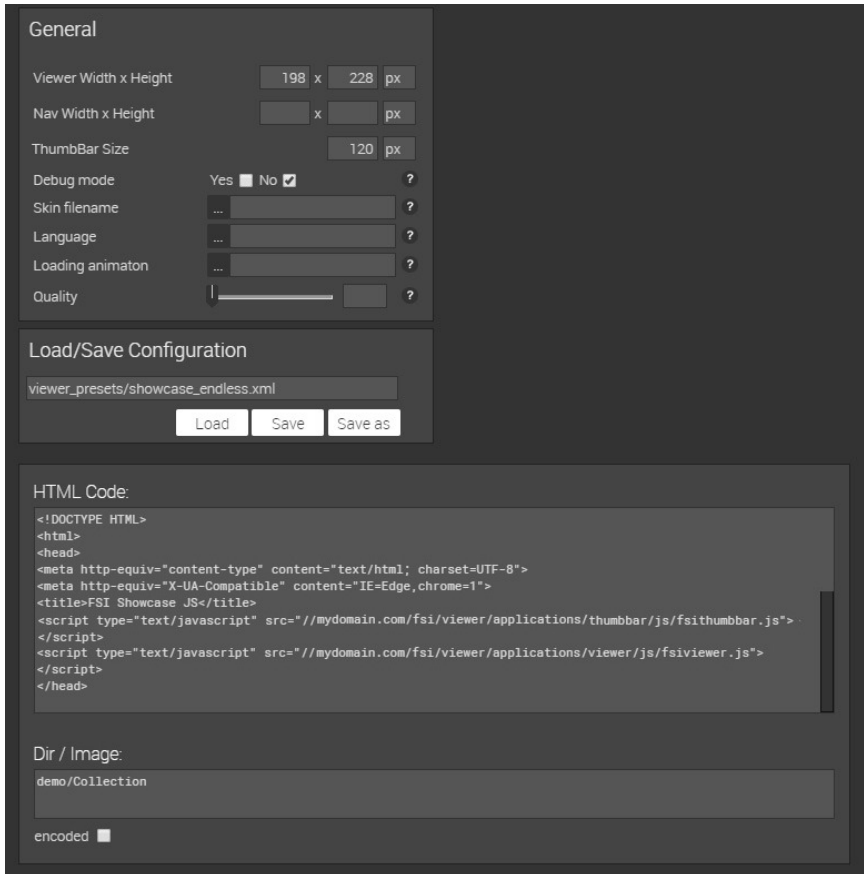 General
Viewer Width x Height 198 x 228 px
Nav Width x Height x px
ThumbBar Size 120 px
Debug mode Yes No ?
Skin filename ... ?
Language ... ?
Loading animaton ... ?
Quality ?
Load/Save Configuration
viewer_presets/showcase_endless.xml
Load Save Save as
HTML Code:
<!DOCTYPE HTML>
<html>
<head>
<meta http-equiv="content-type" content="text/html; charset=UTF-8">
<meta http-equiv="X-UA-Compatible" content="IE=Edge,chrome=1">
<title>FSI Showcase JS</title>
<script type="text/javascript" src="//mydomain.com/fsi/viewer/applications/thumbbar/js/fsithumbbar.js">
</script>
<script type="text/javascript" src="//mydomain.com/fsi/viewer/applications/viewer/js/fsiviewer.js">
</script>
</head>
Dir / Image:
demo/Collection
encoded